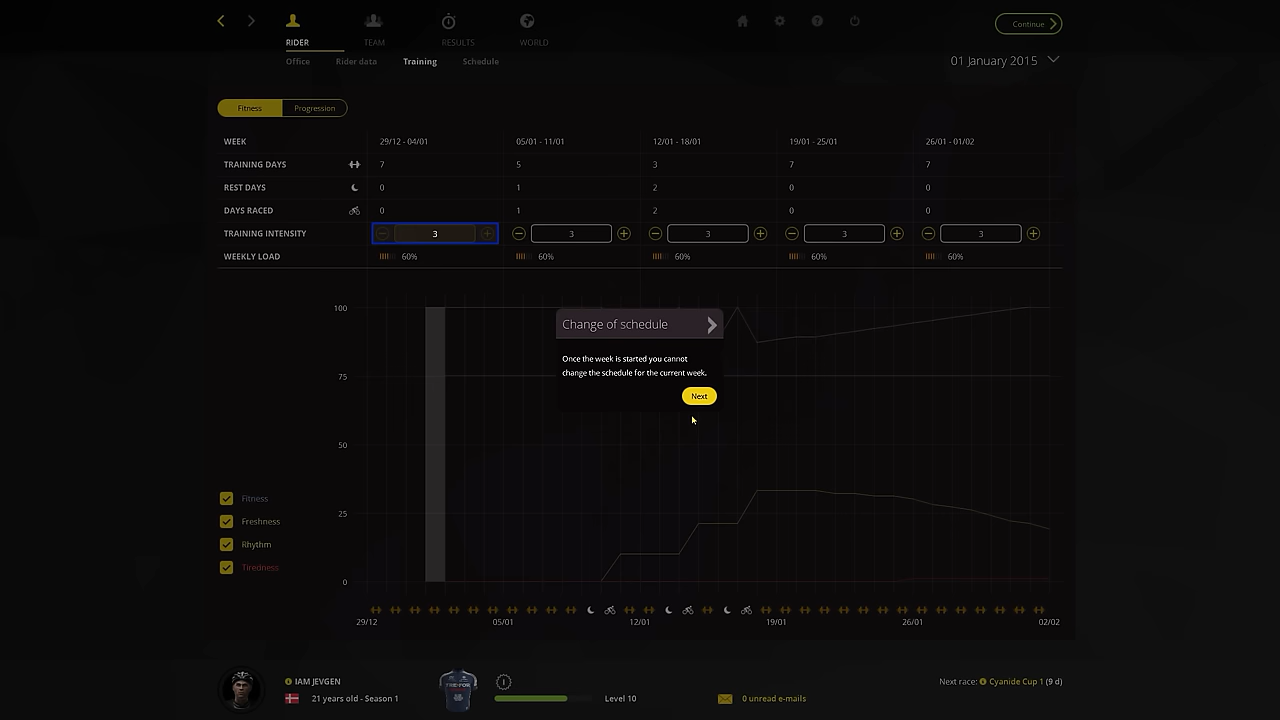 RIDER
TEAM
RESULTS
WORLD
Continue
Office
Rider data
Training
Schedule
01 January 2015
Fitness
Progression
WEEK 29/12 - 04/01 05/01 - 11/01 12/01 - 18/01 19/01 - 25/01 26/01 - 01/02
TRAINING DAYS 7 5 3 7 7
REST DAYS 0 1 2 0 0
DAYS RACED 0 1 2 0 0
TRAINING INTENSITY 3 3 3 3 3
WEEKLY LOAD 60% 60% 60% 60% 60%
100
Change of schedule
Once the week is started you cannot
change the schedule for the current week.
75
Next
50
Fitness
25
Freshness
Rhythm
Tiredness
0
29/12 05/01 12/01 19/01 26/01 02/02
IAM JEVGEN
21 years old - Season 1
Level 10
0 unread e-mails
Next race: Cyanide Cup 1 (9 d)